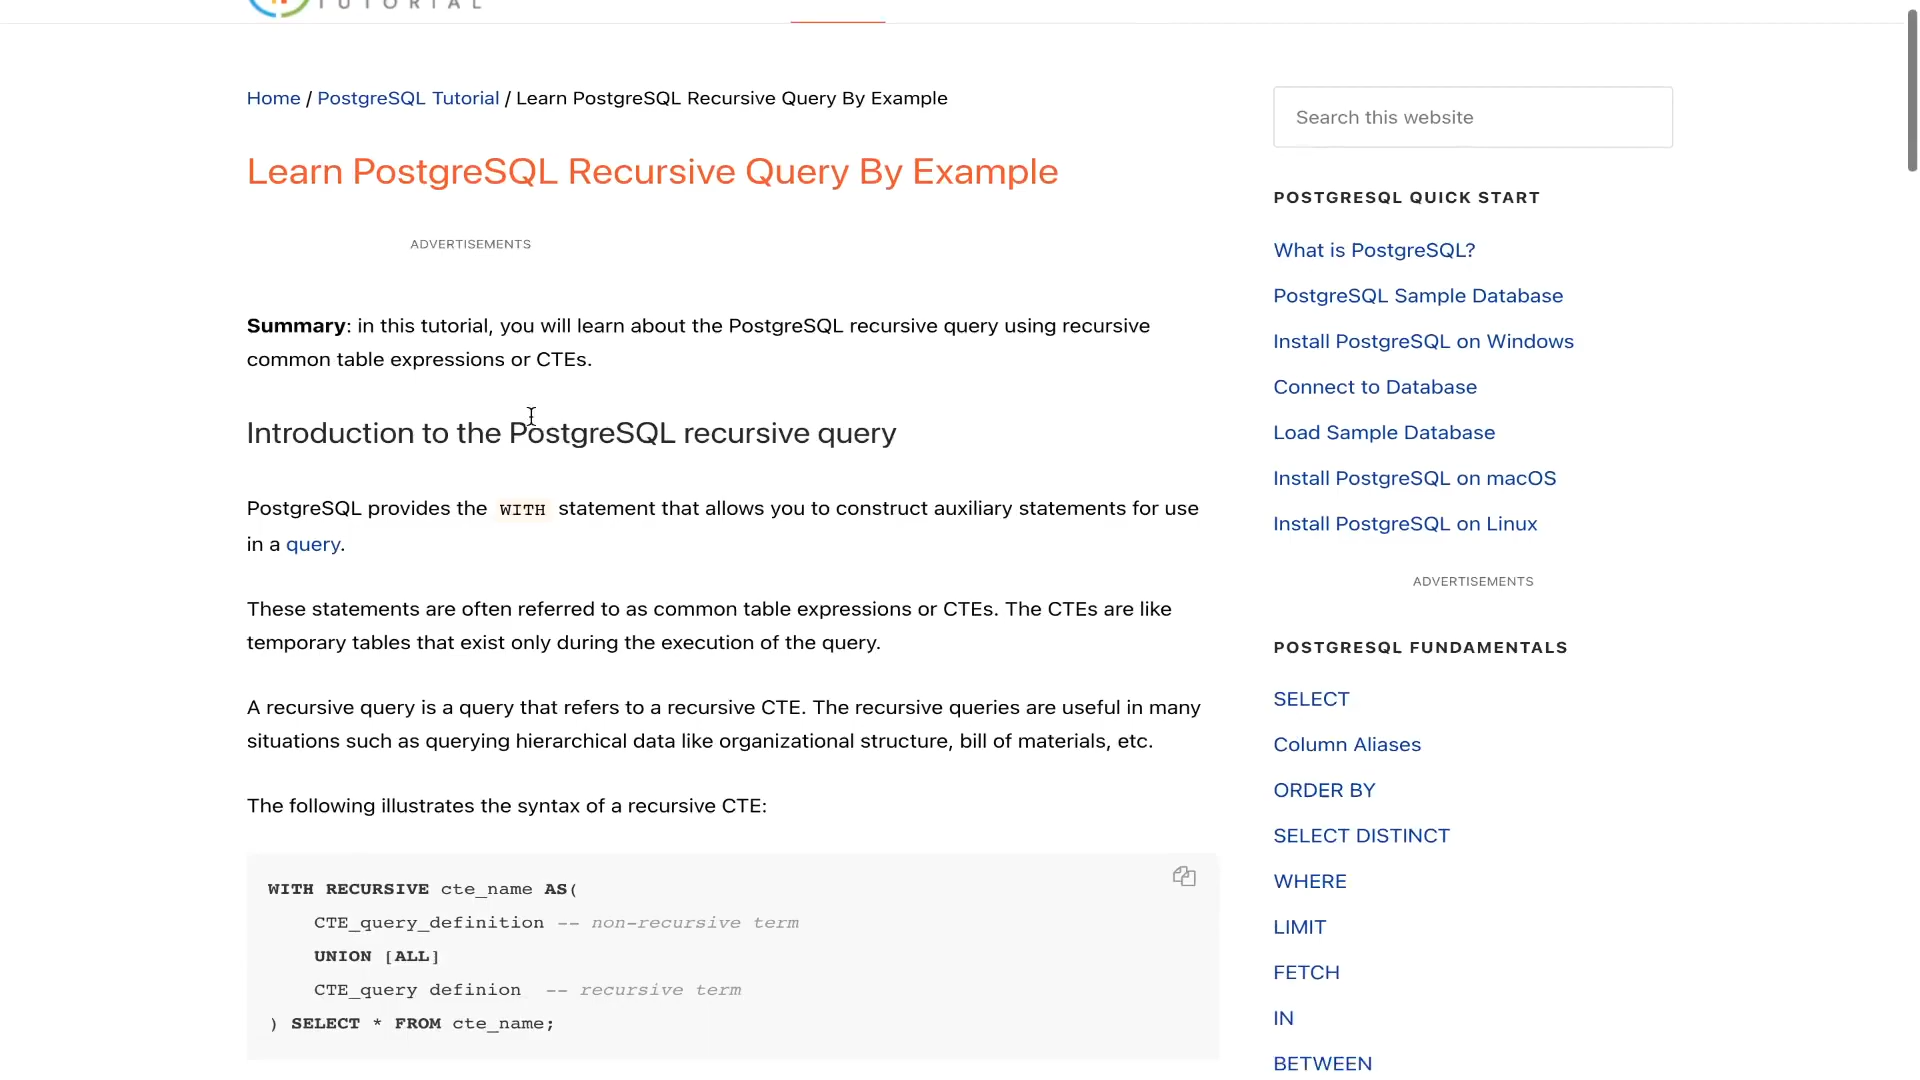 TUTORIAL
Home / PostgreSQL Tutorial / Learn PostgreSQL Recursive Query By Example
Learn PostgreSQL Recursive Query By Example
ADVERTISEMENTS
Summary: in this tutorial, you will learn about the PostgreSQL recursive query using recursive
common table expressions or CTEs.
Introduction to the PostgreSQL recursive query
PostgreSQL provides the WITH statement that allows you to construct auxiliary statements for use
in a query.
These statements are often referred to as common table expressions or CTEs. The CTEs are like
temporary tables that exist only during the execution of the query.
A recursive query is a query that refers to a recursive CTE. The recursive queries are useful in many
situations such as querying hierarchical data like organizational structure, bill of materials, etc.
The following illustrates the syntax of a recursive CTE:
WITH RECURSIVE cte_name AS(
    CTE_query_definition -- non-recursive term
    UNION [ALL]
    CTE_query definion  -- recursive term
) SELECT * FROM cte_name;
Search this website
POSTGRESQL QUICK START
What is PostgreSQL?
PostgreSQL Sample Database
Install PostgreSQL on Windows
Connect to Database
Load Sample Database
Install PostgreSQL on macOS
Install PostgreSQL on Linux
ADVERTISEMENTS
POSTGRESQL FUNDAMENTALS
SELECT
Column Aliases
ORDER BY
SELECT DISTINCT
WHERE
LIMIT
FETCH
IN
BETWEEN